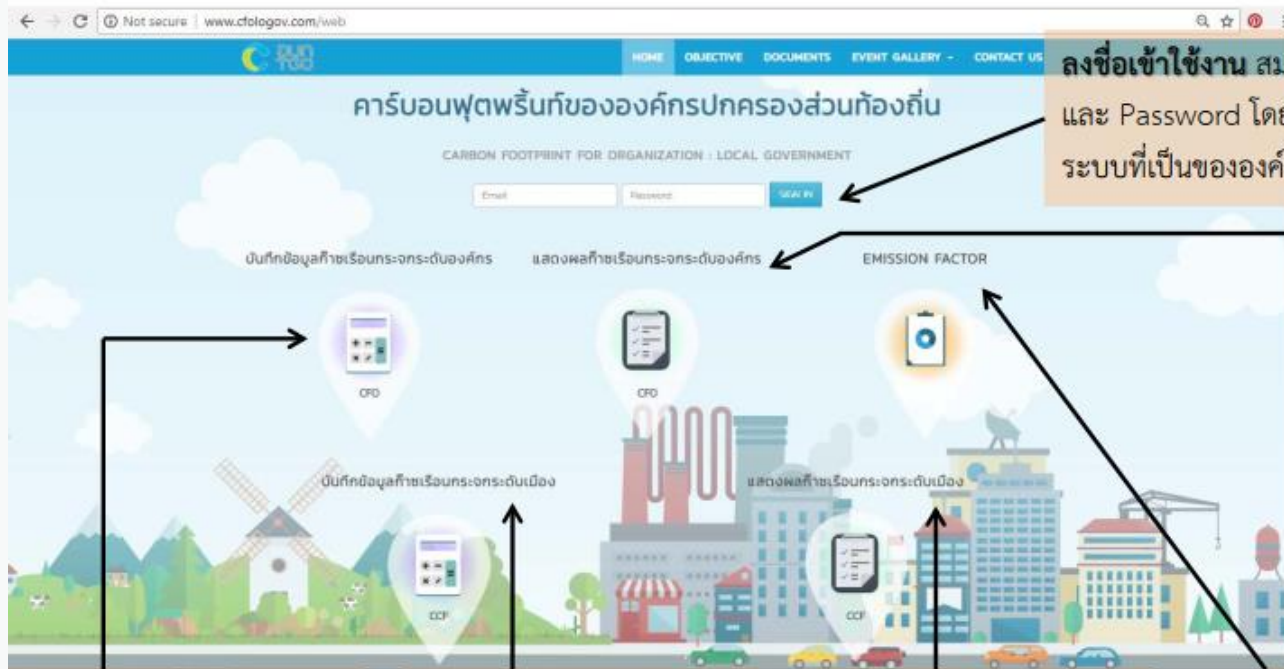 Not secure | www.cfologov.com/web
HOME OBJECTIVE DOCUMENTS EVENT GALLERY CONTACT US
ลงชื่อเข้าใช้งาน
และ Password
ระบบที่เป็นขององค์
คาร์บอนฟุตพริ้นท์ขององค์กรปกครองส่วนท้องถิ่น
CARBON FOOTPRINT FOR ORGANIZATION : LOCAL GOVERNMENT
Email Password SIGN IN
บันทึกข้อมูลก๊าซเรือนกระจกระดับองค์กร แสดงผลก๊าซเรือนกระจกระดับองค์กร EMISSION FACTOR
CFO CFO
บันทึกข้อมูลก๊าซเรือนกระจกระดับเมือง แสดงผลก๊าซเรือนกระจกระดับเมือง
CCF CCF